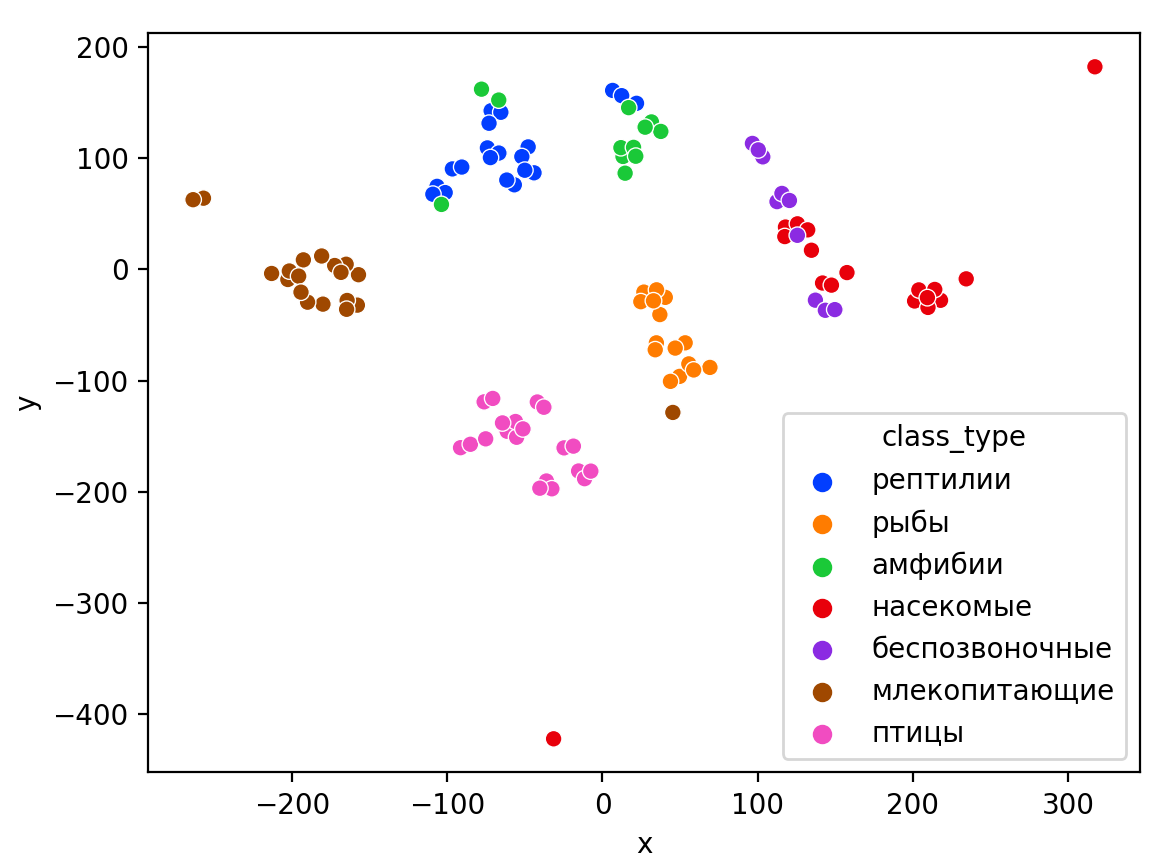 200
100
0
−100
−200
−300
−400
y
class_type
рептилии
рыбы
амфибии
насекомые
беспозвоночные
млекопитающие
птицы
−200 −100 0 100 200 300
x